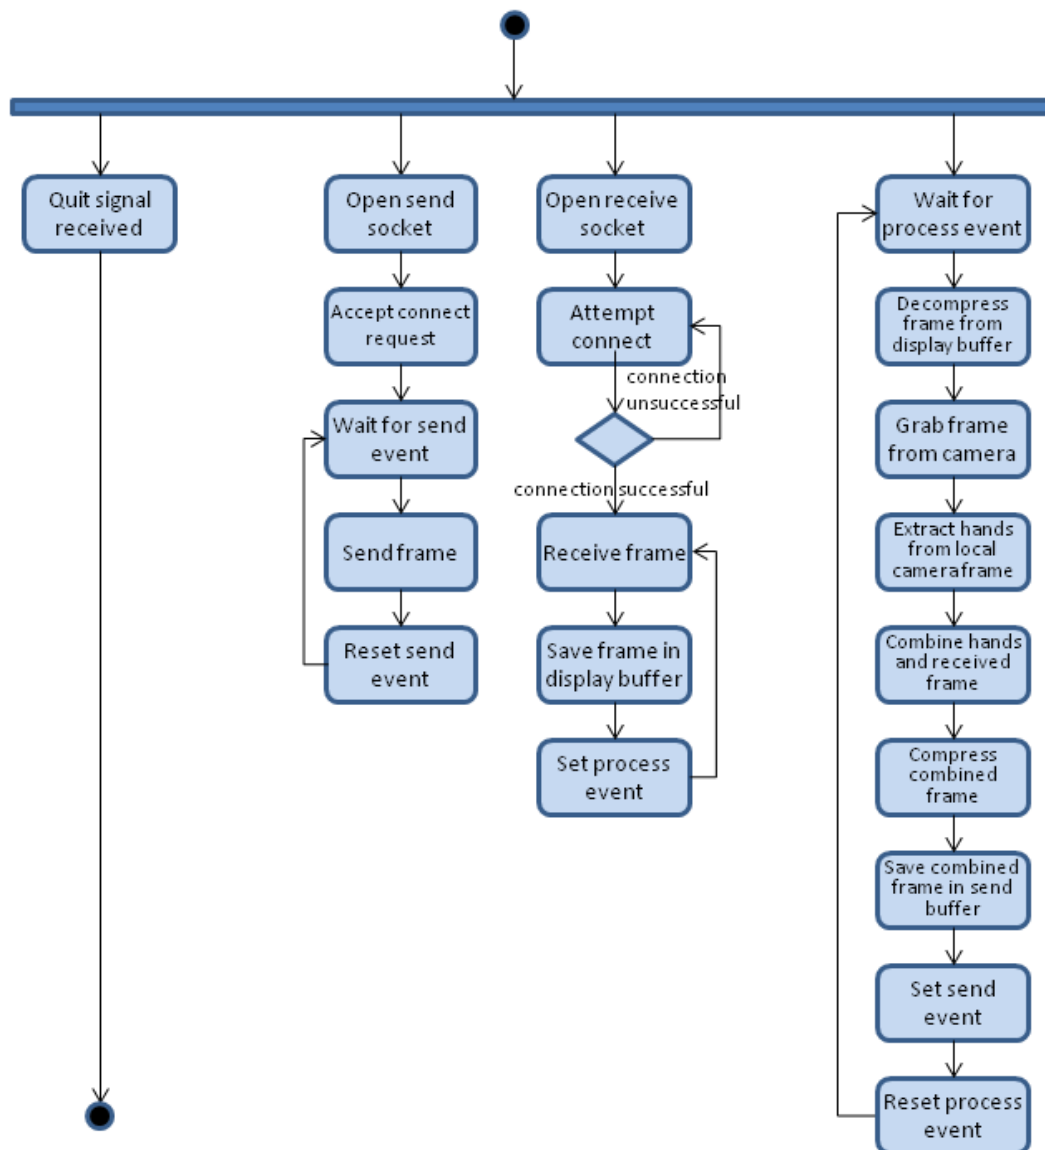 Quit signal
received
Open send
socket
Accept connect
request
Wait for send
event
Send frame
Reset send
event
Open receive
socket
Attempt
connect
connection
unsuccessful
connection successful
Receive frame
Save frame in
display buffer
Set process
event
Wait for
process event
Decompress
frame from
display buffer
Grab frame
from camera
Extract hands
from local
camera frame
Combine hands
and received
frame
Compress
combined
frame
Save combined
frame in send
buffer
Set send
event
Reset process
event